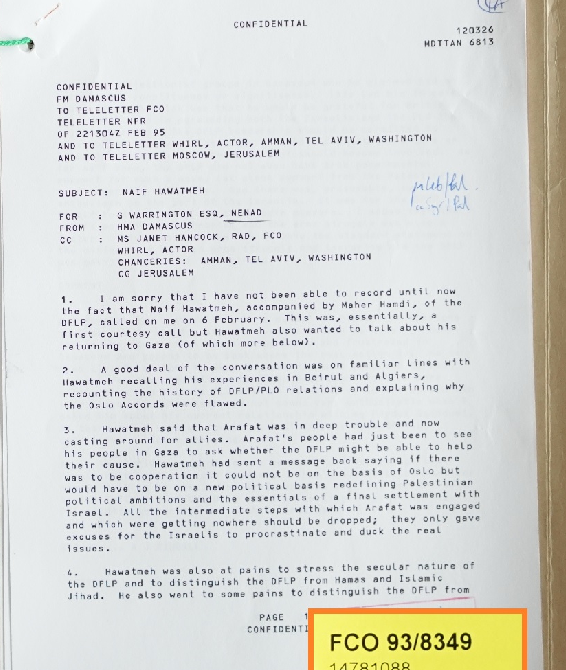 CONFIDENTIAL
120326
MDTTAN 6813
CONFIDENTIAL
FM DAMASCUS
TO TELELETTER FCO
TELELETTER NFR
OF 221304Z FEB 95
AND TO TELELETTER WHIRL, ACTOR, AMMAN, TEL AVIV, WASHINGTON
AND TO TELELETTER MOSCOW, JERUSALEM
SUBJECT: NAIF HAWATMEH
FOR : G WARRINGTON ESQ, NENAD
FROM : HMA DAMASCUS
CC : MS JANET HANCOCK, RAD, FCO
WHIRL, ACTOR
CHANCERIES: AMMAN, TEL AVIV, WASHINGTON
CG JERUSALEM
1. I am sorry that I have not been able to record until now
the fact that Naif Hawatmeh, accompanied by Maher Hamdi, of the
DFLP, called on me on 6 February. This was, essentially, a
first courtesy call but Hawatmeh also wanted to talk about his
returning to Gaza (of which more below).
2. A good deal of the conversation was on familiar lines with
Hawatmeh recalling his experiences in Beirut and Algiers,
recounting the history of DFLP/PLO relations and explaining why
the Oslo Accords were flawed.
3. Hawatmeh said that Arafat was in deep trouble and now
casting around for allies. Arafat's people had just been to see
his people in Gaza to ask whether the DFLP might be able to help
their cause. Hawatmeh had sent a message back saying if there
was to be cooperation it could not be on the basis of Oslo but
would have to be on a new political basis redefining Palestinian
political ambitions and the essentials of a final settlement with
Israel. All the intermediate steps with which Arafat was engaged
and which were getting nowhere should be dropped; they only gave
excuses for the Israelis to procrastinate and duck the real
issues.
4. Hawatmeh was also at pains to stress the secular nature of
the DFLP and to distinguish the DFLP from Hamas and Islamic
Jihad. He also went to some pains to distinguish the DFLP from
PAGE 1
CONFIDENTI
FCO 93/8349
14781088